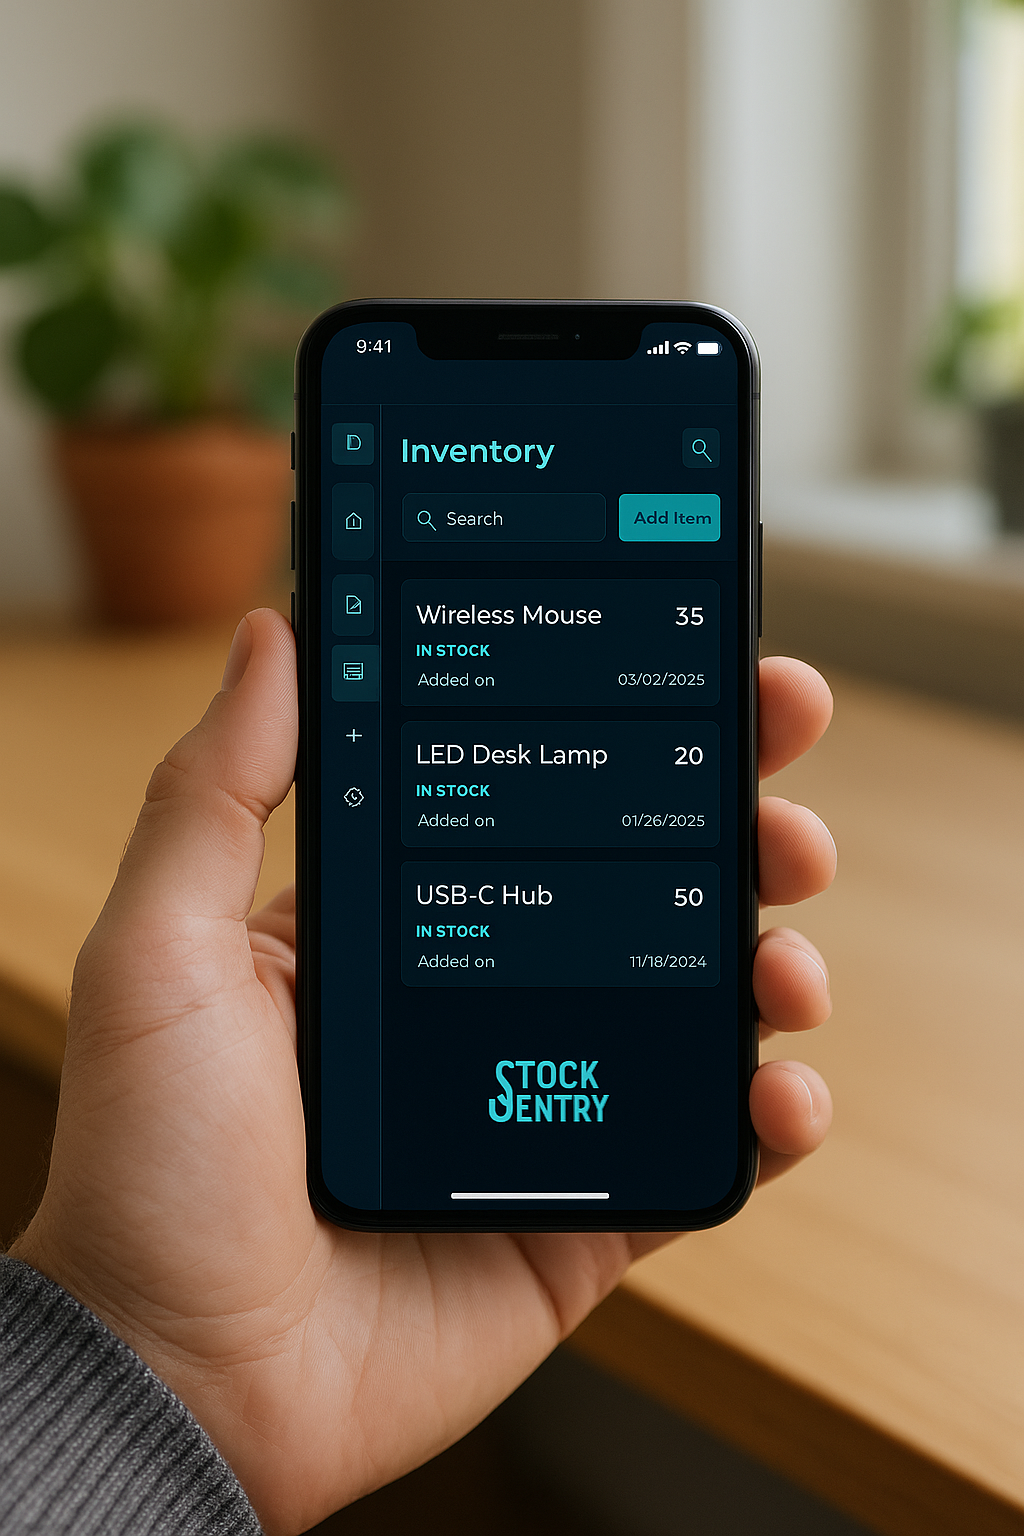 9:41
Inventory
Search
Add Item
Wireless Mouse 35
IN STOCK
Added on 03/02/2025
LED Desk Lamp 20
IN STOCK
Added on 01/26/2025
USB-C Hub 50
IN STOCK
Added on 11/18/2024
STOCK
SENTRY